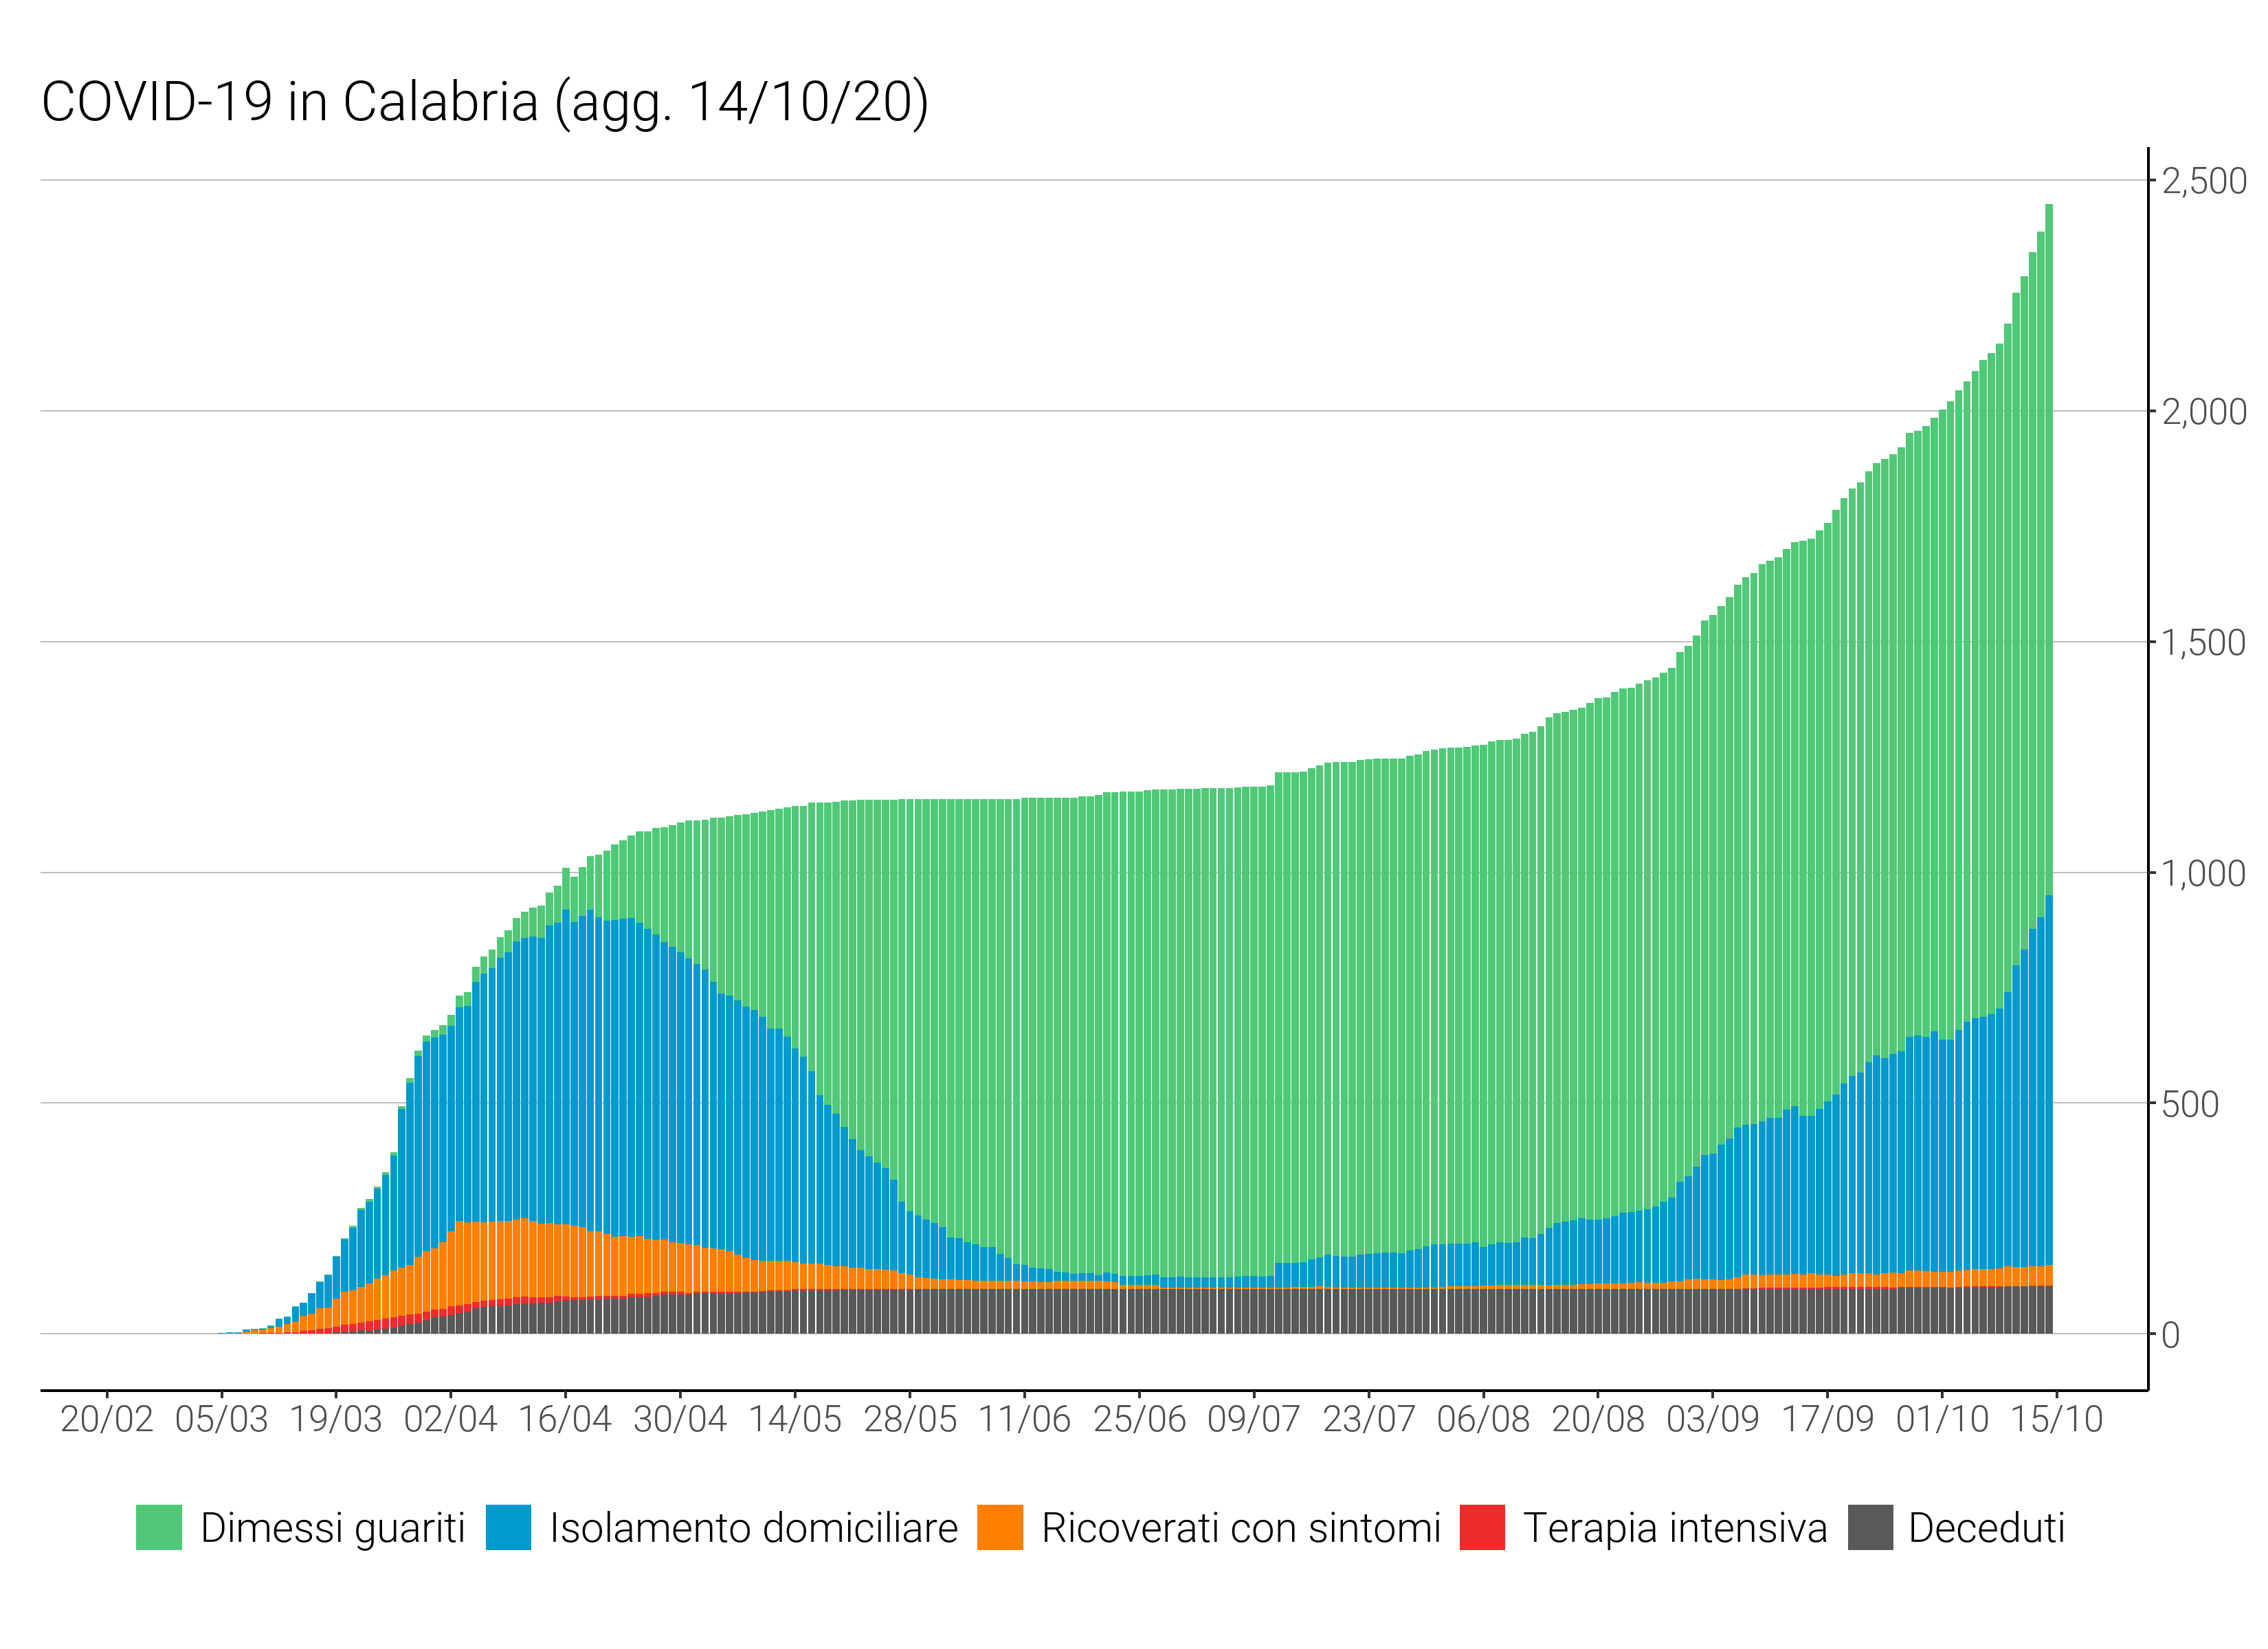 COVID-19 in Calabria (agg. 14/10/20)
2,500
2,000
1,500
1,000
500
0
20/02 05/03 19/03 02/04 16/04 30/04 14/05 28/05 11/06 25/06 09/07 23/07 06/08 20/08 03/09 17/09 01/10 15/10
Dimessi guariti Isolamento domiciliare Ricoverati con sintomi Terapia intensiva Deceduti